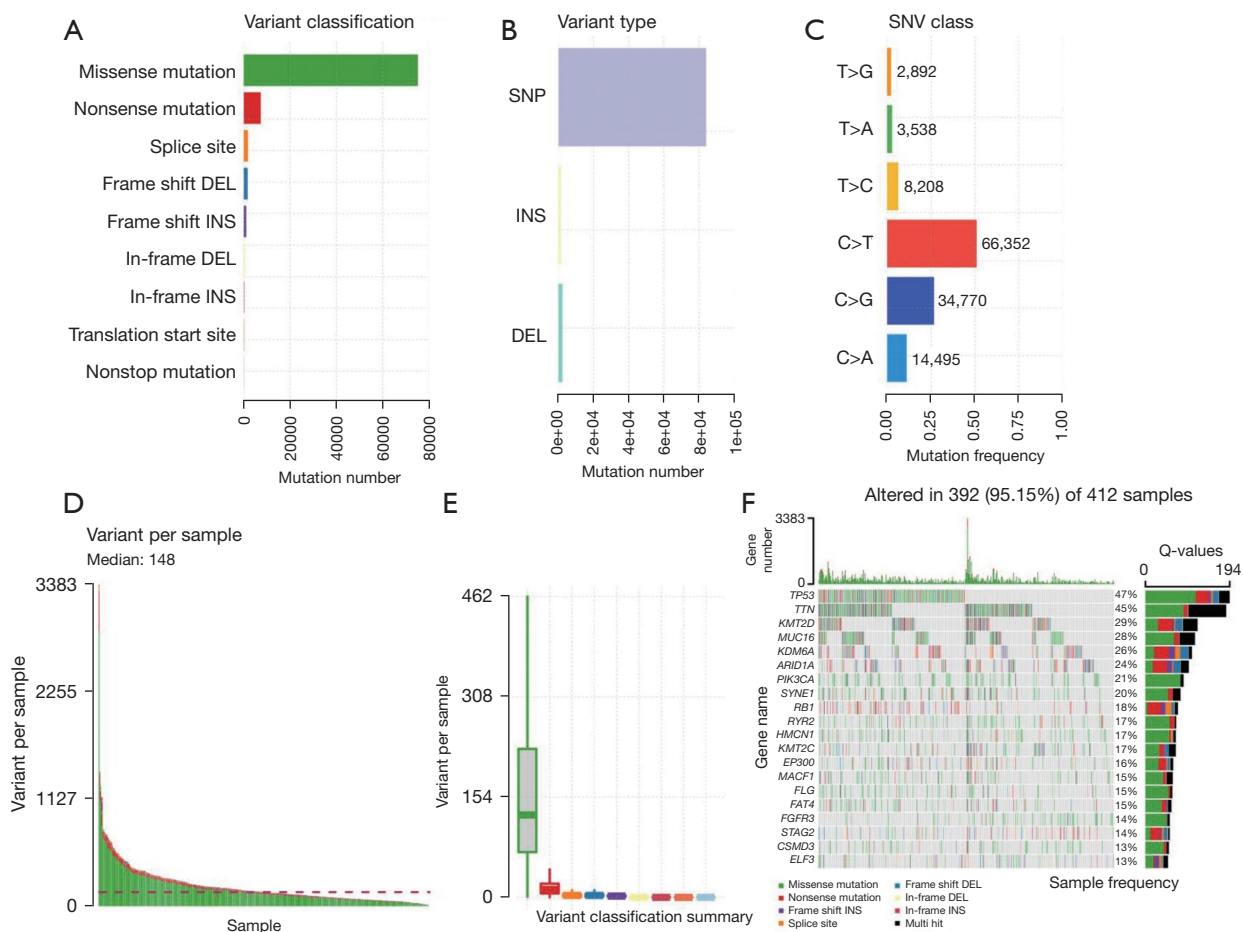 A
Variant classification
Missense mutation
Nonsense mutation
Splice site
Frame shift DEL
Frame shift INS
In-frame DEL
In-frame INS
Translation start site
Nonstop mutation
0
20000
40000
60000
80000
Mutation number
B
Variant type
SNP
INS
DEL
0e+00
2e+04
4e+04
6e+04
8e+04
1e+05
Mutation number
C
SNV class
T>G
2,892
T>A
3,538
T>C
8,208
C>T
66,352
C>G
34,770
C>A
14,495
0.00
0.25
0.50
0.75
1.00
Mutation frequency
D
Variant per sample
Median: 148
Variant per sample
3383
2255
1127
0
Sample
E
Variant per sample
462
308
154
0
Variant classification summary
F
Altered in 392 (95.15%) of 412 samples
Gene number
3383
0
Q-values
0 194
Gene name
TP53 47%
TTN 45%
KMT2D 29%
MUC16 28%
KDM6A 26%
ARID1A 24%
PIK3CA 21%
SYNE1 20%
RB1 18%
RYR2 17%
HMCN1 17%
KMT2C 17%
EP300 16%
MACF1 15%
FLG 15%
FAT4 15%
FGFR3 14%
STAG2 14%
CSMD3 13%
ELF3 13%
Sample frequency
Missense mutation
Nonsense mutation
Frame shift INS
Splice site
Frame shift DEL
In-frame DEL
In-frame INS
Multi hit